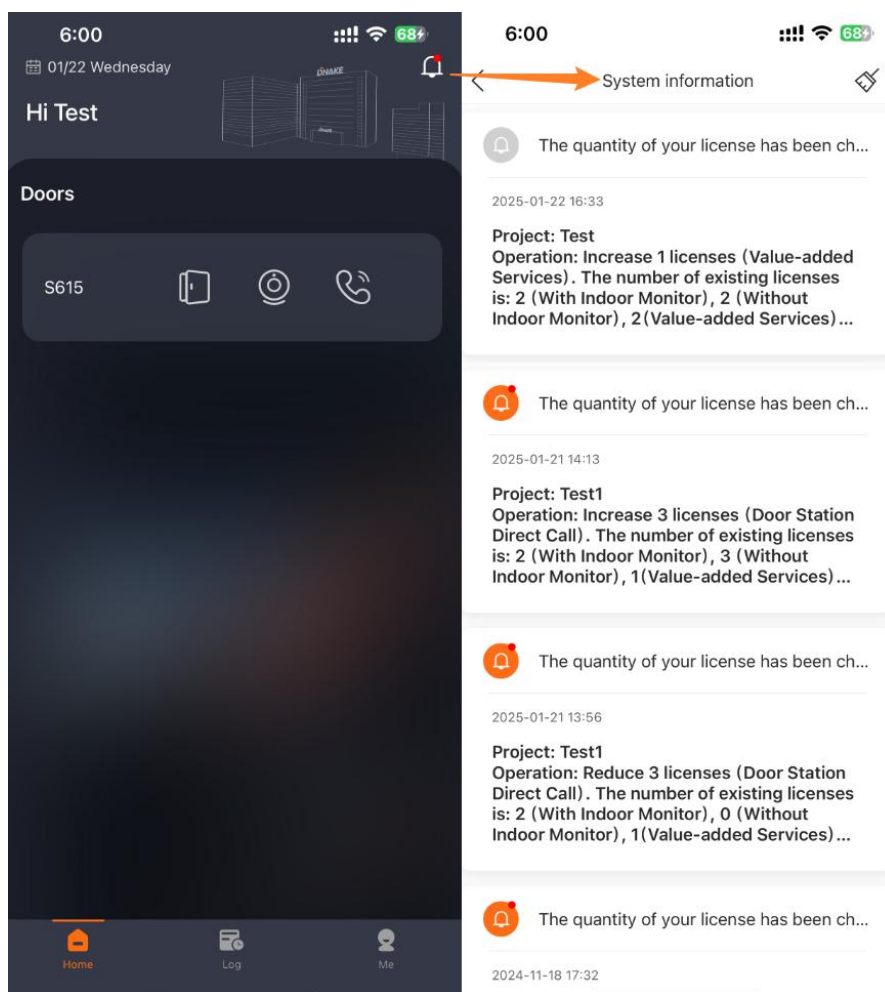 6:00
68
01/22 Wednesday
DNAKE
Hi Test
Doors
S615
Home
Log
Me
6:00
68
System information
The quantity of your license has been ch...
2025-01-22 16:33
Project: Test
Operation: Increase 1 licenses (Value-added
Services). The number of existing licenses
is: 2 (With Indoor Monitor), 2 (Without
Indoor Monitor), 2(Value-added Services)...
The quantity of your license has been ch...
2025-01-21 14:13
Project: Test1
Operation: Increase 3 licenses (Door Station
Direct Call). The number of existing licenses
is: 2 (With Indoor Monitor), 3 (Without
Indoor Monitor), 1(Value-added Services)...
The quantity of your license has been ch...
2025-01-21 13:56
Project: Test1
Operation: Reduce 3 licenses (Door Station
Direct Call). The number of existing licenses
is: 2 (With Indoor Monitor), 0 (Without
Indoor Monitor), 1(Value-added Services)...
The quantity of your license has been ch...
2024-11-18 17:32